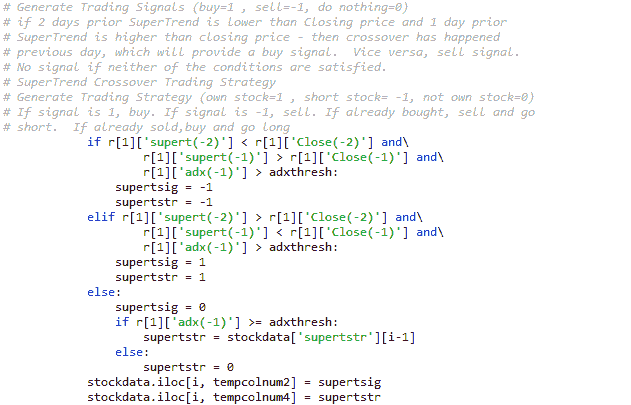 # Generate Trading Signals (buy=1 , sell=-1, do nothing=0)
# if 2 days prior SuperTrend is lower than Closing price and 1 day prior
# SuperTrend is higher than closing price - then crossover has happened
# previous day, which will provide a buy signal.  Vice versa, sell signal.
# No signal if neither of the conditions are satisfied.
# SuperTrend Crossover Trading Strategy
# Generate Trading Strategy (own stock=1 , short stock= -1, not own stock=0)
# If signal is 1, buy. If signal is -1, sell. If already bought, sell and go
# short.  If already sold,buy and go long
            if r[1]['supert(-2)'] < r[1]['Close(-2)'] and\
                    r[1]['supert(-1)'] > r[1]['Close(-1)'] and\
                    r[1]['adx(-1)'] > adxthresh:
                supertsig = -1
                supertstr = -1
            elif r[1]['supert(-2)'] > r[1]['Close(-2)'] and\
                    r[1]['supert(-1)'] < r[1]['Close(-1)'] and\
                    r[1]['adx(-1)'] > adxthresh:
                supertsig = 1
                supertstr = 1
            else:
                supertsig = 0
                if r[1]['adx(-1)'] >= adxthresh:
                    supertstr = stockdata['supertstr'][i-1]
                else:
                    supertstr = 0
            stockdata.iloc[i, tempcolnum2] = supertsig
            stockdata.iloc[i, tempcolnum4] = supertstr